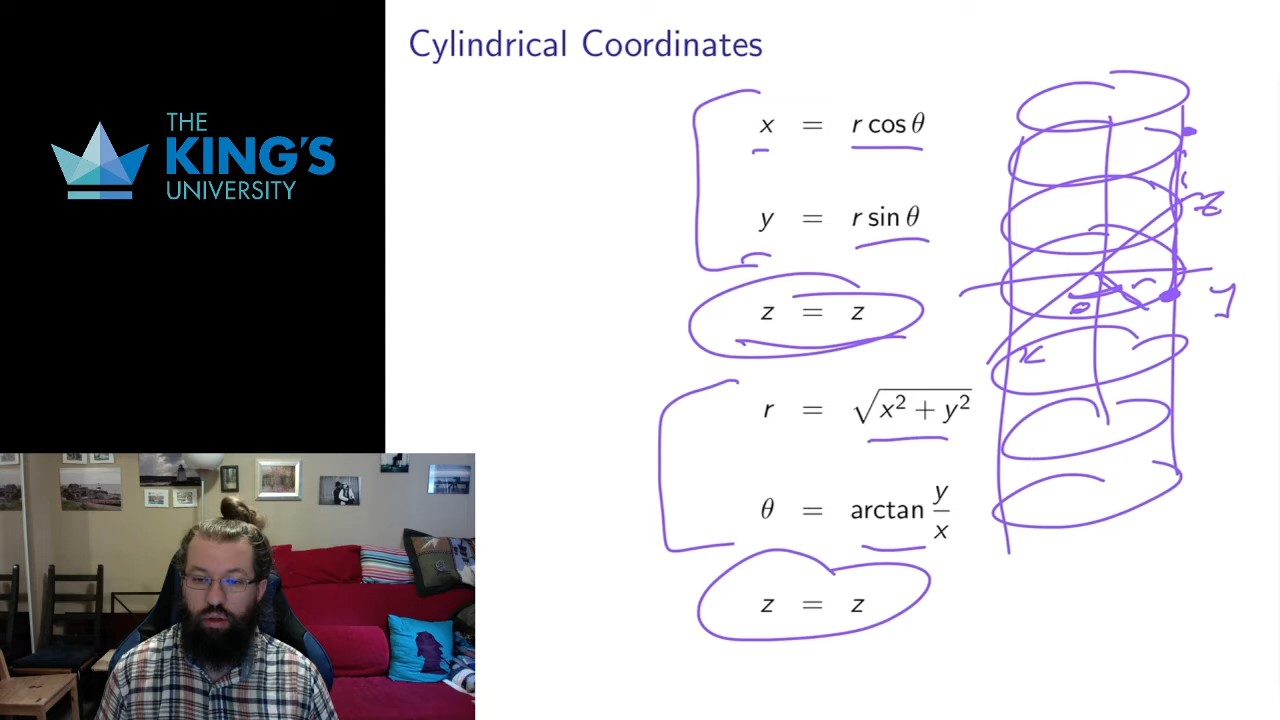 THE
KING'S
UNIVERSITY
Cylindrical Coordinates
x = r cos θ
y = r sin θ
z = z
r = √x² + y²
θ = arctan y/x
z = z
z
y
r
θ
x